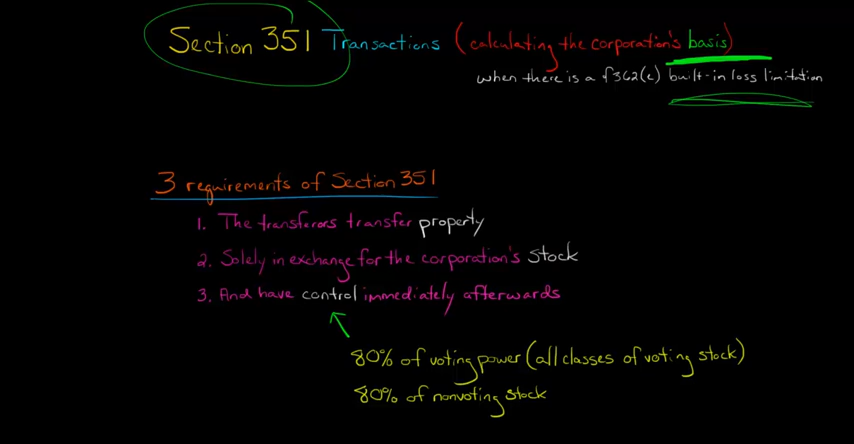 Section 351 Transactions (calculating the corporation's basis)
when there is a §362(e) built-in loss limitation
3 requirements of Section 351
1. The transferors transfer property
2. Solely in exchange for the corporation's stock
3. And have control immediately afterwards
80% of voting power (all classes of voting stock)
80% of nonvoting stock